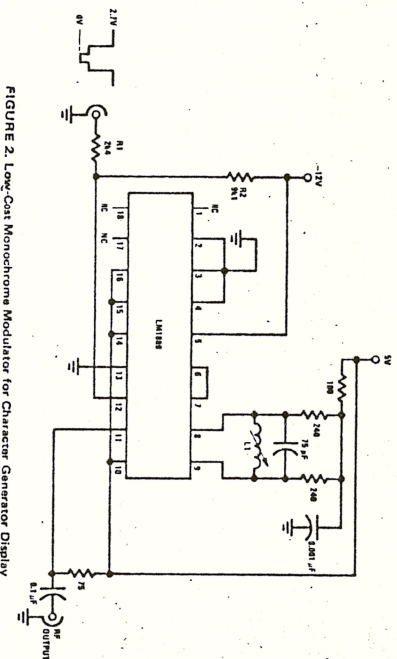 -12V
5V
100
R2
9k1
240
240
0.001 µF
75 pF
L1
NC
1 2 3 4 5 6 7 8 9
LM1889
18 17 16 15 14 13 12 11 10
NC
NC
R1
2k4
2.7V
0V
75
0.1 µF
RF
OUTPUT
FIGURE 2. Low-Cost Monochrome Modulator for Character Generator Display